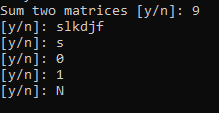 Sum two matrices [y/n]: 9
[y/n]: slkdjf
[y/n]: s
[y/n]: 0
[y/n]: 1
[y/n]: N